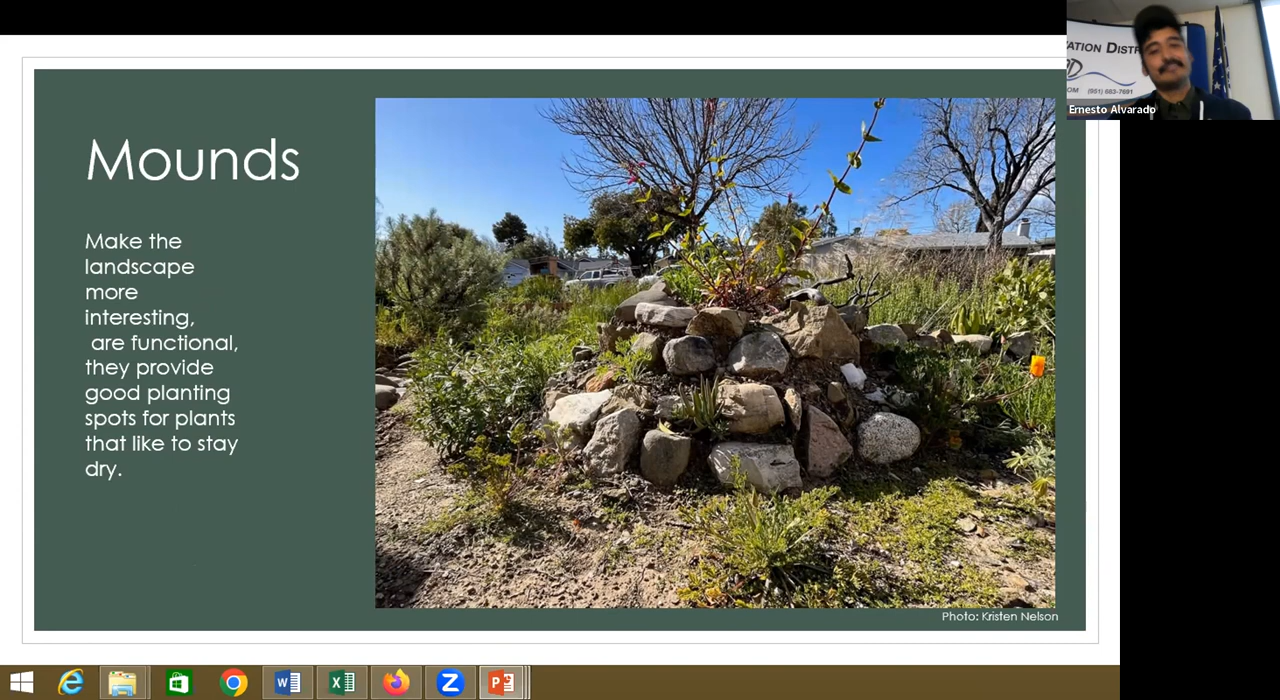 Mounds
Make the
landscape
more
interesting,
are functional,
they provide
good planting
spots for plants
that like to stay
dry.
Photo: Kristen Nelson
ATION DISTR
OM (951) 683-7691
Ernesto Alvarado